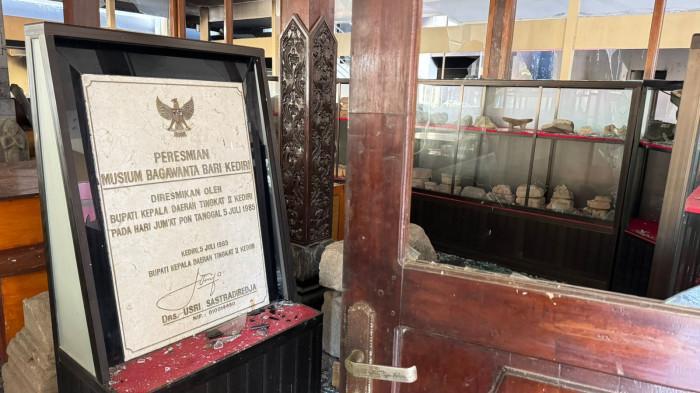 PERESMIAN
MUSIUM BAGAWANTA BARI KEDIRI
DIRESMIKAN OLEH
BUPATI KEPALA DAERAH TINGKAT II KEDIRI
PADA HARI JUM'AT PON TANGGAL 5 JULI 1985
KEDIRI, 5 JULI 1985
BUPATI KEPALA DAERAH TINGKAT II KEDIRI
Drs. USRI SASTRADIREDJA
NIP :